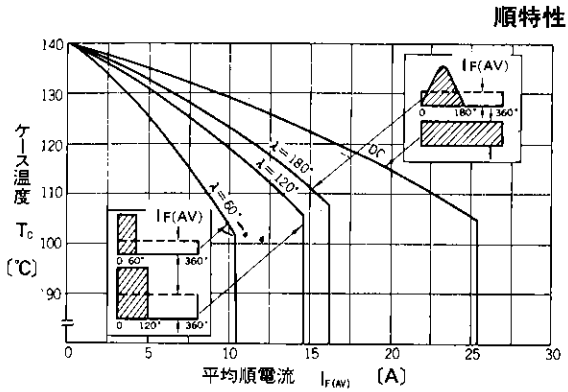 順特性
140
130
120
110
100
90
ケース温度
Tc
〔℃〕
IF(AV)
0 180° 360°
DC
λ=180°
λ=120°
λ=60°
IF(AV)
0 60° 360°
0 120° 360°
0 5 10 15 20 25 30
平均順電流 IF(AV) 〔A〕